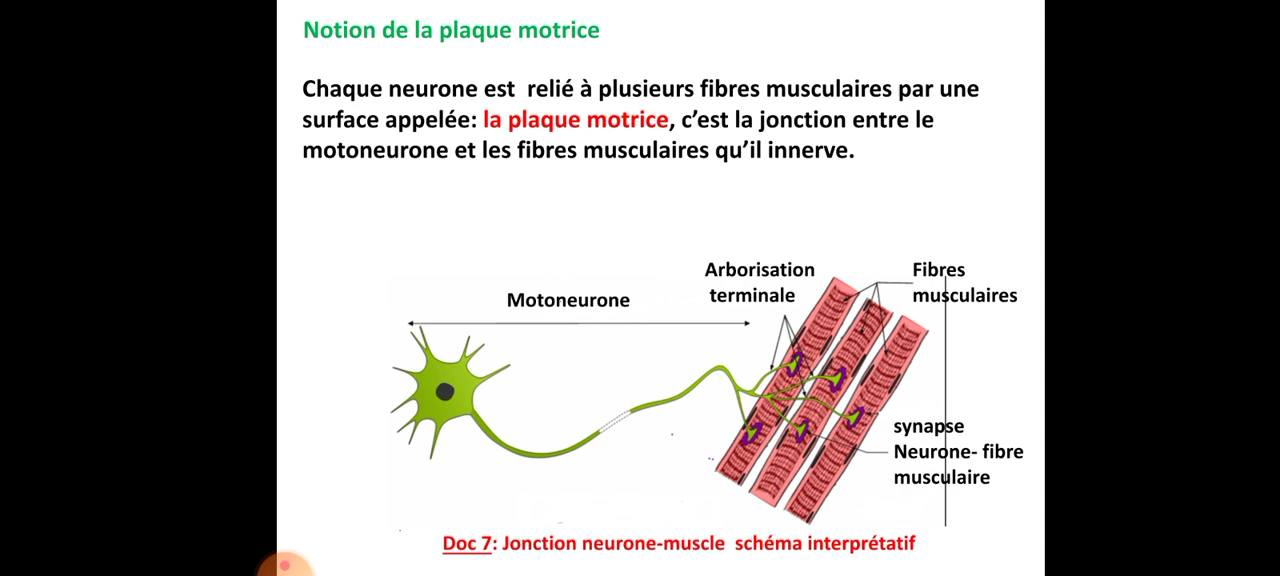 Notion de la plaque motrice
Chaque neurone est relié à plusieurs fibres musculaires par une
surface appelée: la plaque motrice, c’est la jonction entre le
motoneurone et les fibres musculaires qu’il innerve.
Arborisation
terminale
Fibres
musculaires
Motoneurone
synapse
Neurone- fibre
musculaire
Doc 7: Jonction neurone-muscle schéma interprétatif